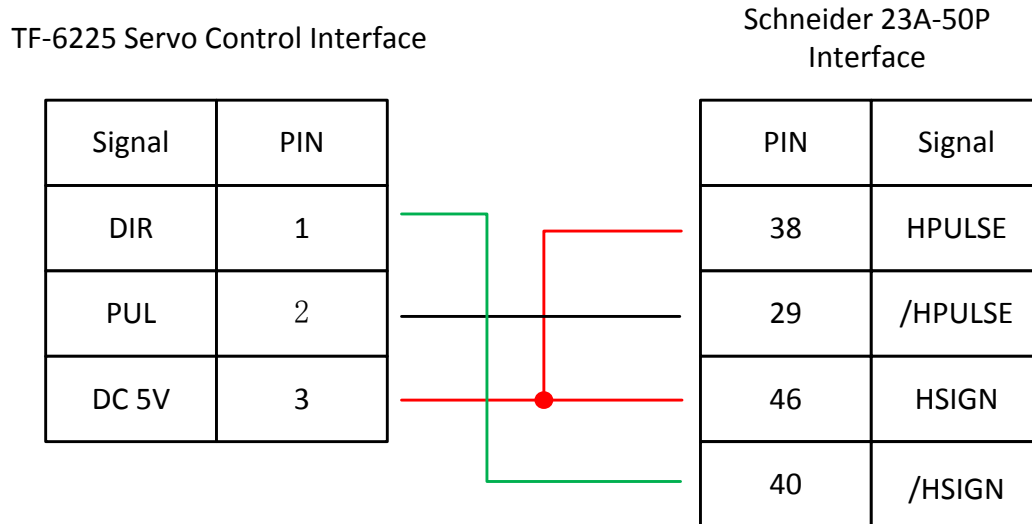 TF-6225 Servo Control Interface
Schneider 23A-50P
Interface
Signal PIN
DIR 1
PUL 2
DC 5V 3
PIN Signal
38 HPULSE
29 /HPULSE
46 HSIGN
40 /HSIGN